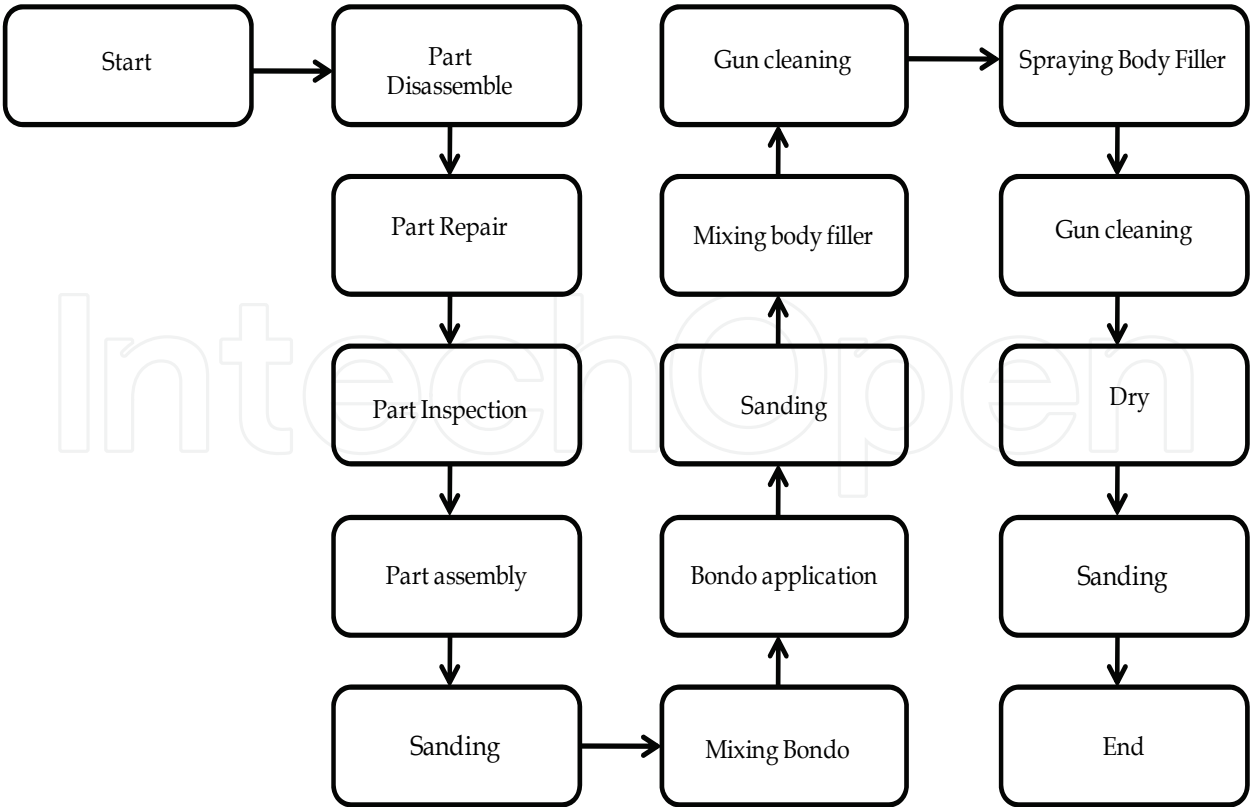 Start
Part
Disassemble
Part Repair
Part Inspection
Part assembly
Sanding
Mixing Bondo
Bondo application
Sanding
Mixing body filler
Gun cleaning
Spraying Body Filler
Gun cleaning
Dry
Sanding
End
IntechOpen